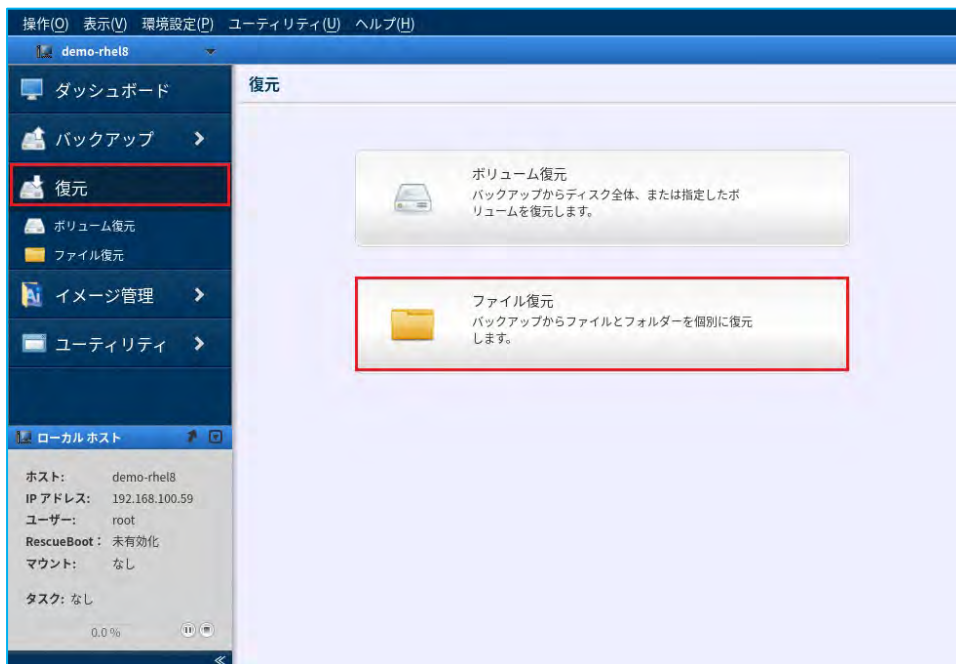 操作(O) 表示(V) 環境設定(P) ユーティリティ(U) ヘルプ(H)
demo-rhel8
ダッシュボード
バックアップ
復元
ボリューム復元
ファイル復元
イメージ管理
ユーティリティ
ローカル ホスト
ホスト: demo-rhel8
IP アドレス: 192.168.100.59
ユーザー: root
RescueBoot: 未有効化
マウント: なし
タスク: なし
0.0 %
復元
ボリューム復元
バックアップからディスク全体、または指定したボ
リュームを復元します。
ファイル復元
バックアップからファイルとフォルダーを個別に復元
します。